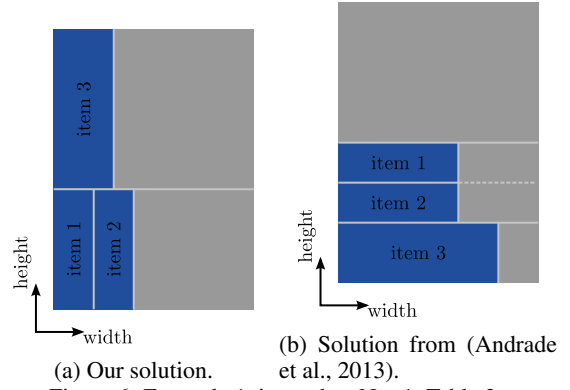 item 3
item 1
item 2
height
width
(a) Our solution.
item 1
item 2
item 3
height
width
(b) Solution from (Andrade
et al., 2013).